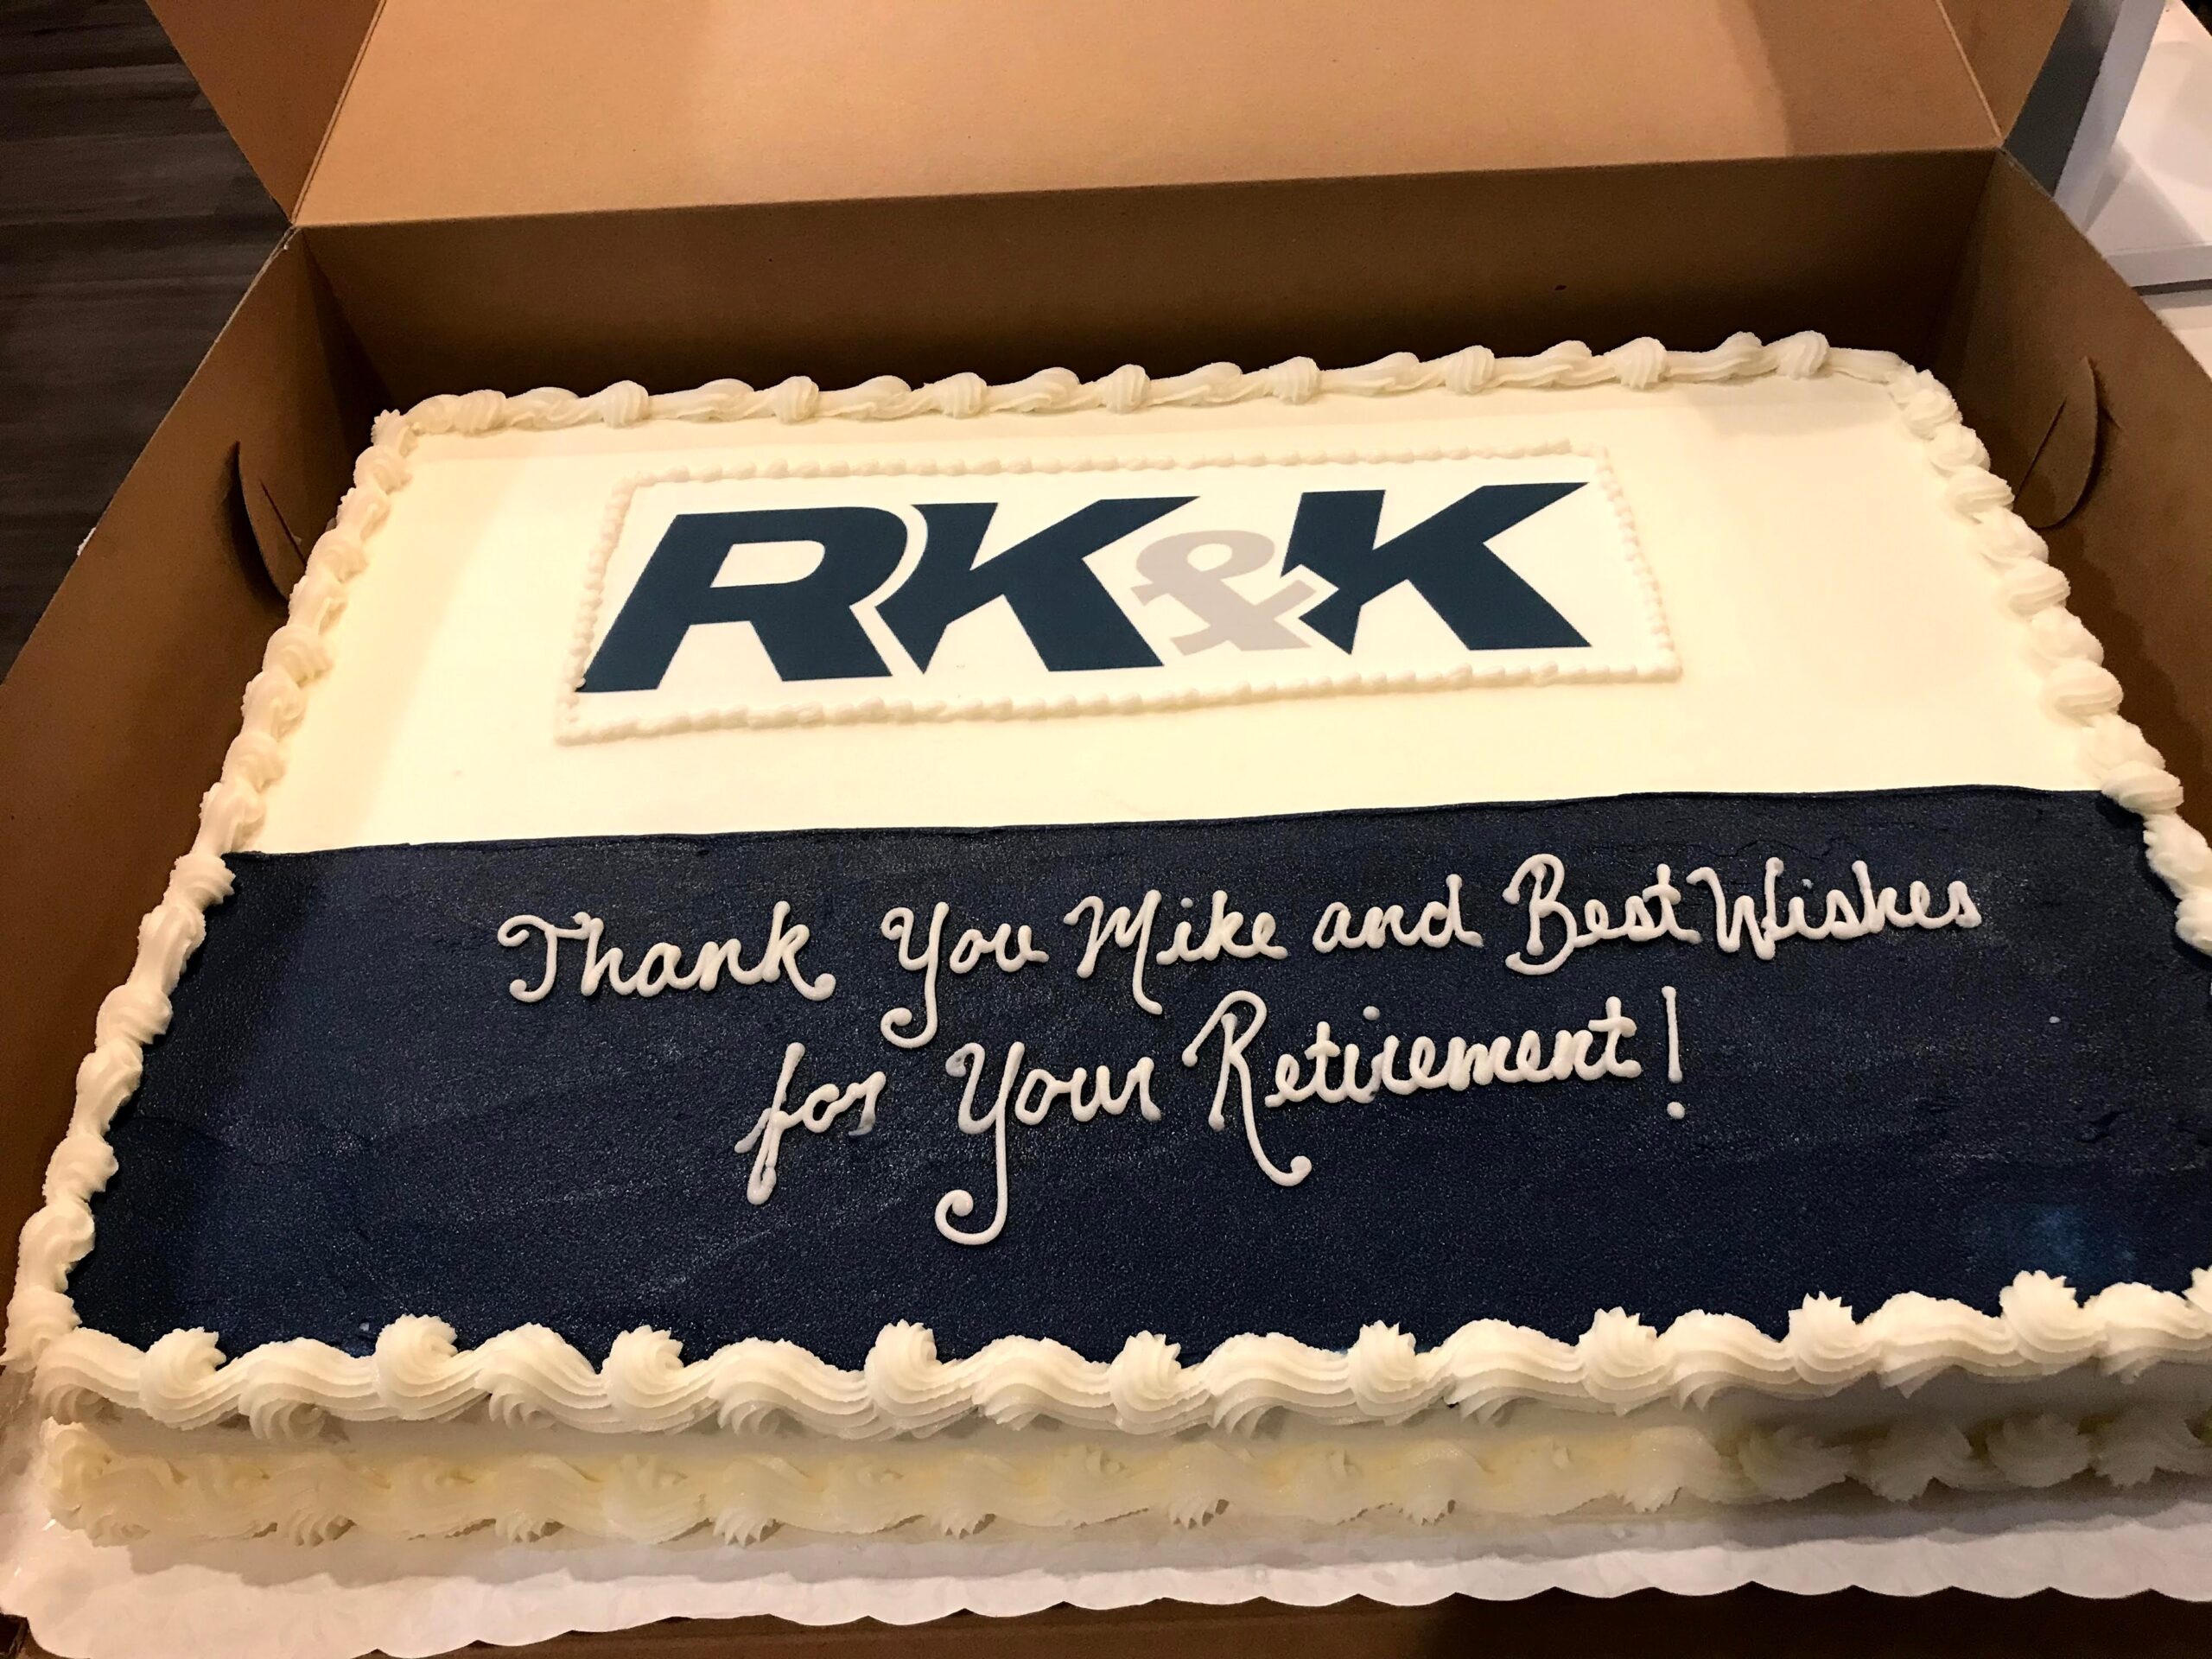 RK&K
Thank You Mike and Best Wishes
for Your Retirement!